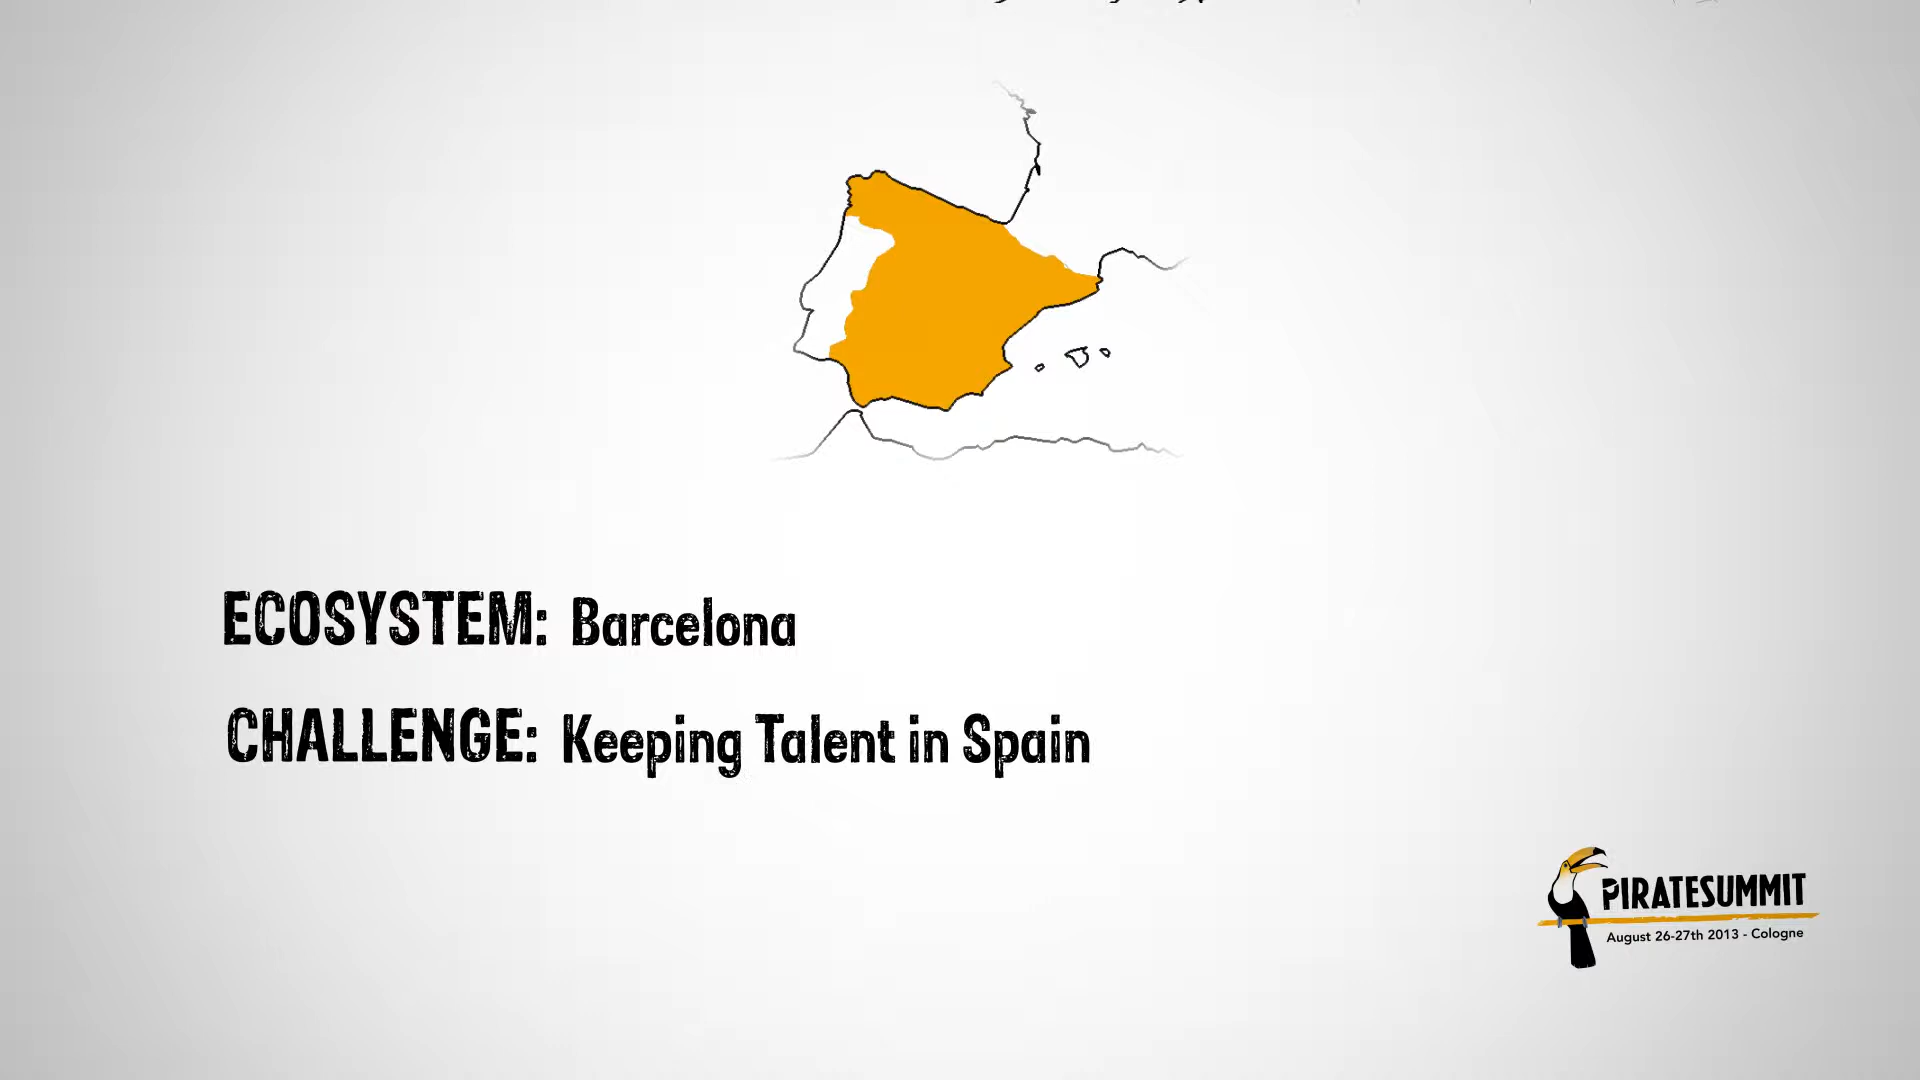 ECOSYSTEM: Barcelona
CHALLENGE: Keeping Talent in Spain
PIRATESUMMIT
August 26-27th 2013 - Cologne